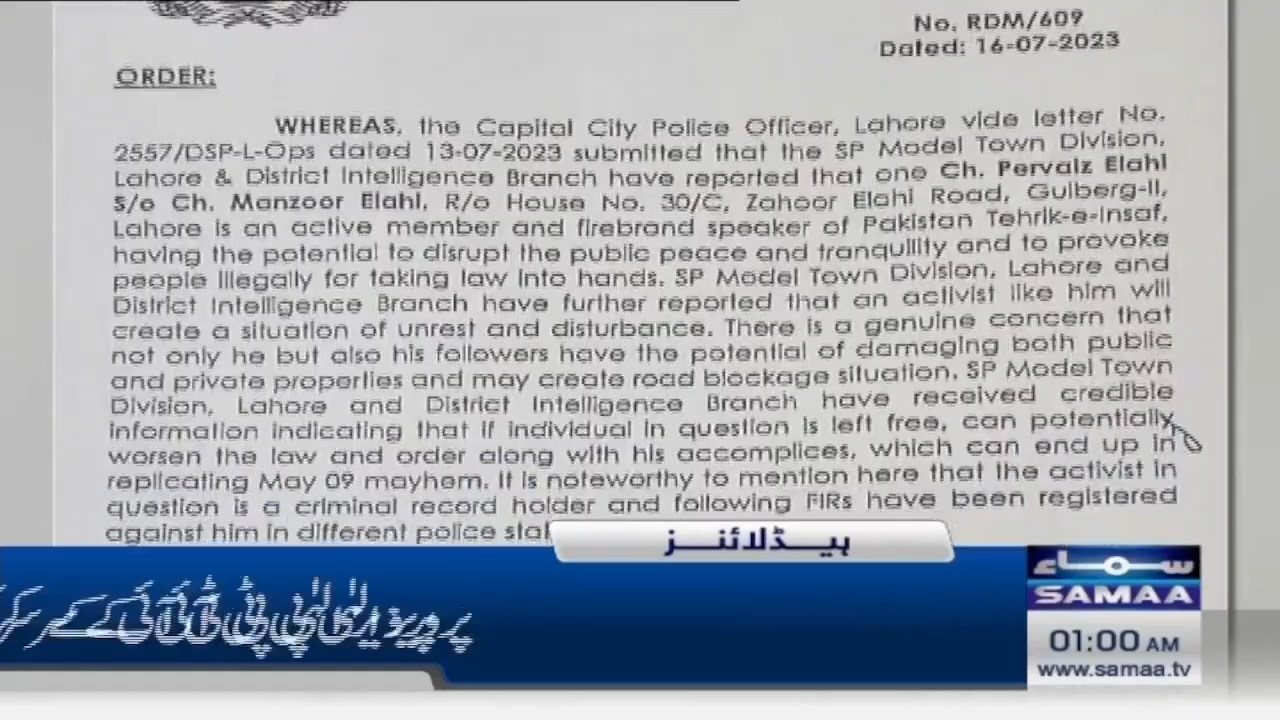 No. RDM/609
Dated: 16-07-2023
ORDER:
WHEREAS, the Capital City Police Officer, Lahore vide letter No.
2557/DSP-L-Ops dated 13-07-2023 submitted that the SP Model Town Division,
Lahore & District Intelligence Branch have reported that one Ch. Pervaiz Elahi
S/o Ch. Manzoor Elahi, R/o House No. 30/C, Zahoor Elahi Road, Gulberg-II,
Lahore is an active member and firebrand speaker of Pakistan Tehrik-e-Insaf,
having the potential to disrupt the public peace and tranquility and to provoke
people illegally for taking law into hands. SP Model Town Division, Lahore and
District Intelligence Branch have further reported that an activist like him will
create a situation of unrest and disturbance. There is a genuine concern that
not only he but also his followers have the potential of damaging both public
and private properties and may create road blockage situation. SP Model Town
Division, Lahore and District Intelligence Branch have received credible
information indicating that if individual in question is left free, can potentially
worsen the law and order along with his accomplices, which can end up in
replicating May 09 mayhem. It is noteworthy to mention here that the activist in
question is a criminal record holder and following FIRs have been registered
against him in different police
ہیڈلائنز
پرویز الہٰی پی ٹی آئی کے
سماء
SAMAA
01:00 AM
www.samaa.tv